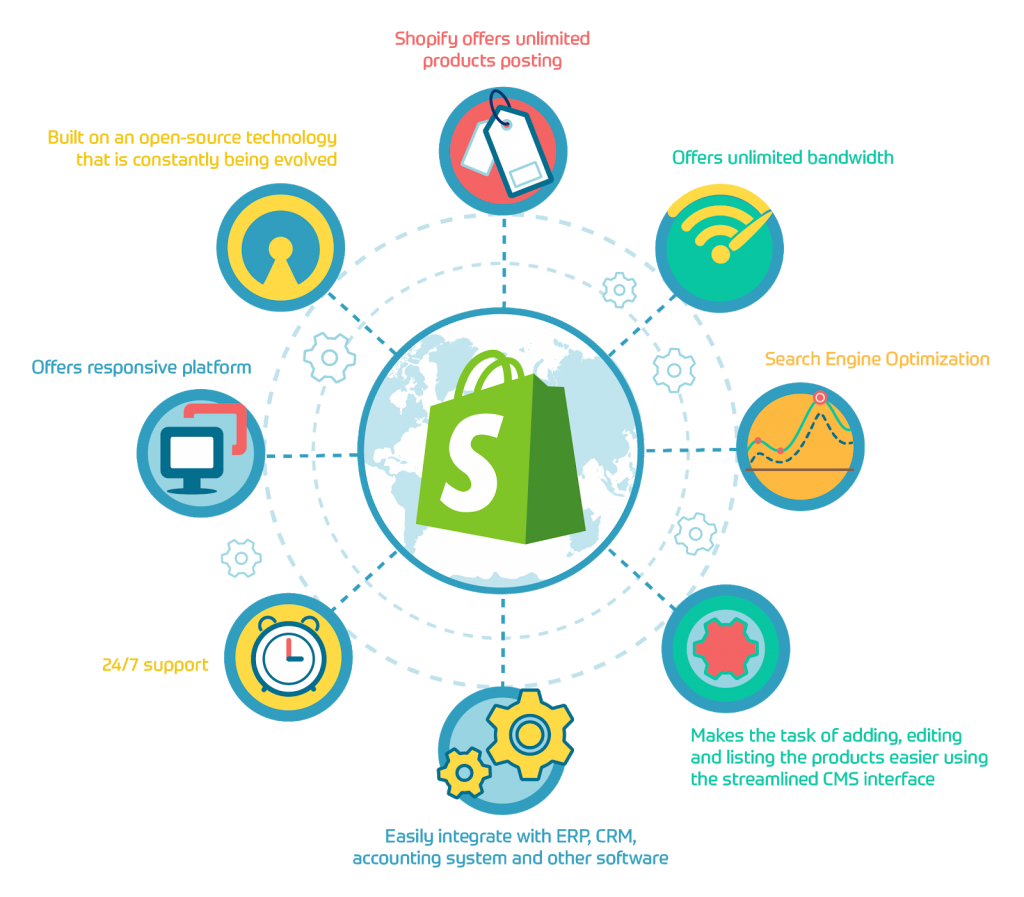 Shopify offers unlimited
products posting
Built on an open-source technology
that is constantly being evolved
Offers unlimited bandwidth
Offers responsive platform
Search Engine Optimization
S
24/7 support
Makes the task of adding, editing
and listing the products easier using
the streamlined CMS interface
Easily integrate with ERP, CRM,
accounting system and other software